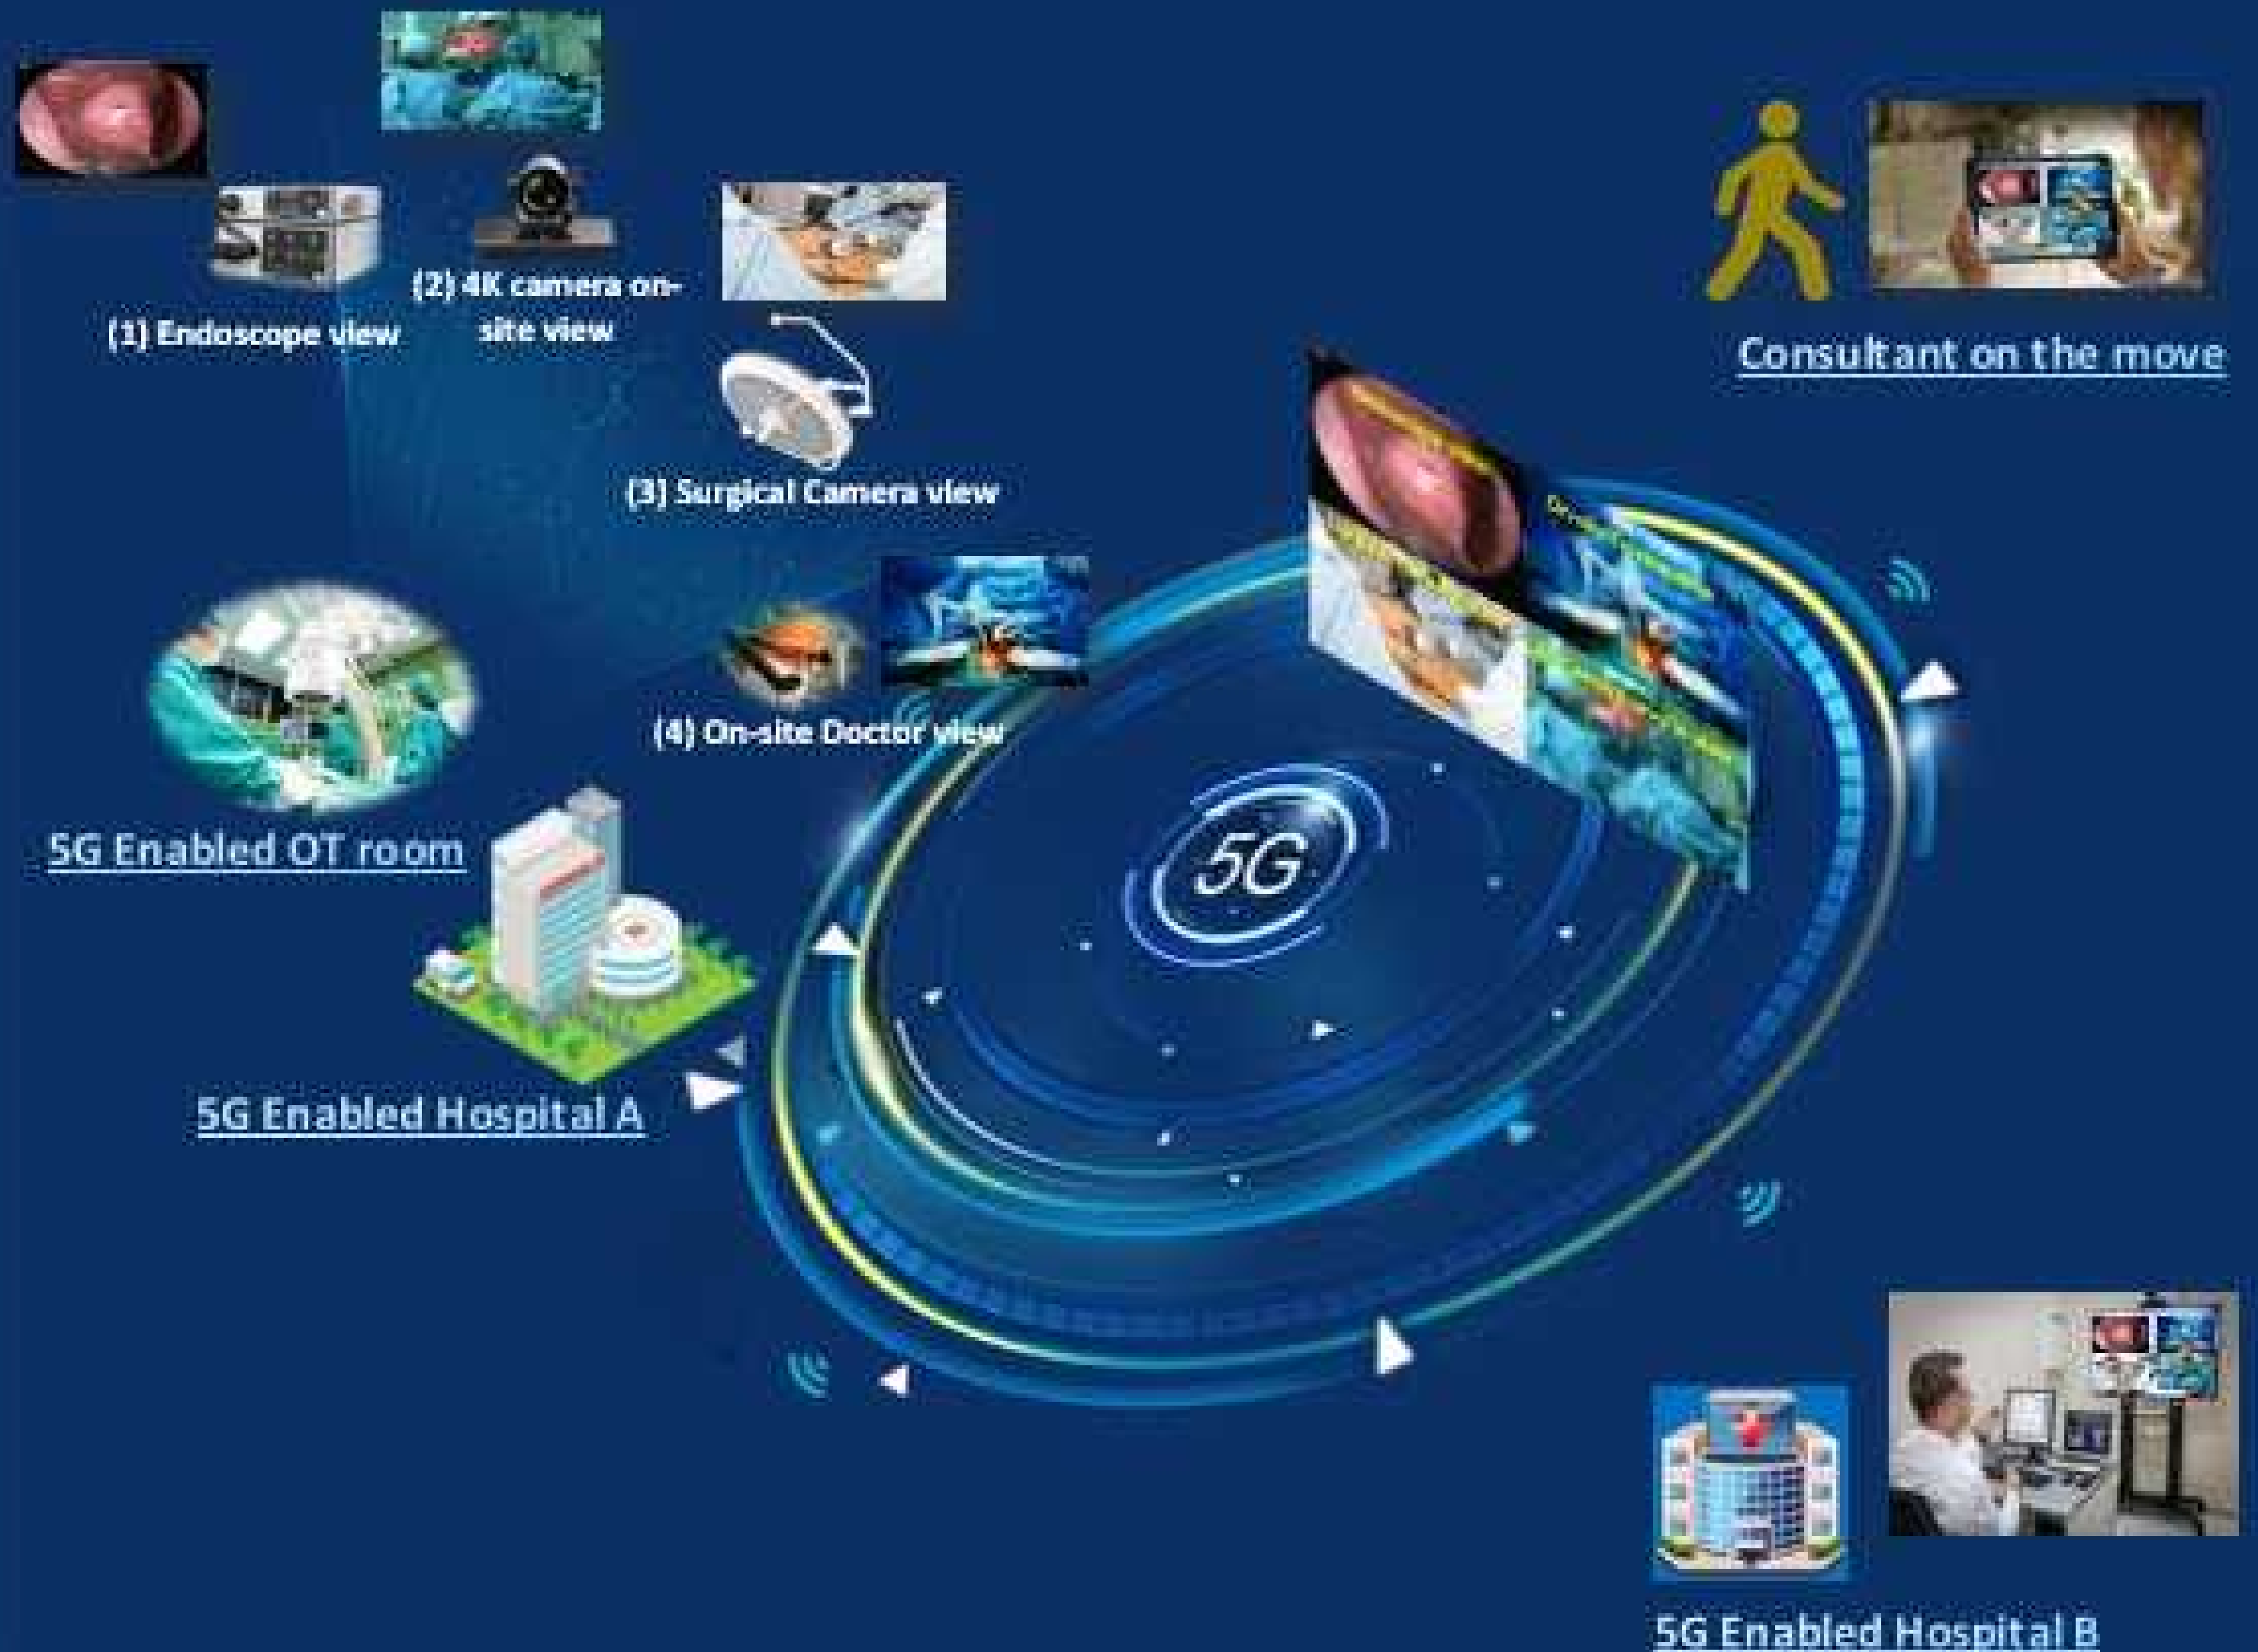 (1) Endoscope view
(2) 4K camera on-
site view
(3) Surgical Camera view
(4) On-site Doctor view
Consultant on the move
5G Enabled OT room
5G
5G Enabled Hospital A
5G Enabled Hospital B